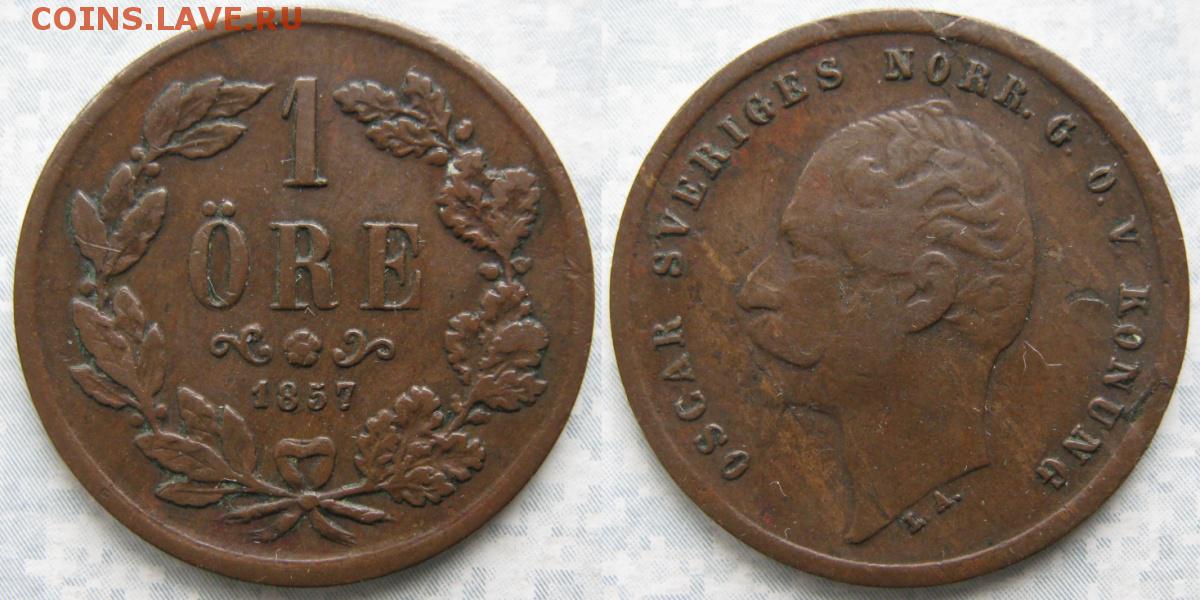 COINS.LAVE.RU
1
ÖRE
1857
OSCAR SVERIGES NORR. G. O. V. KONUNG
L. A.